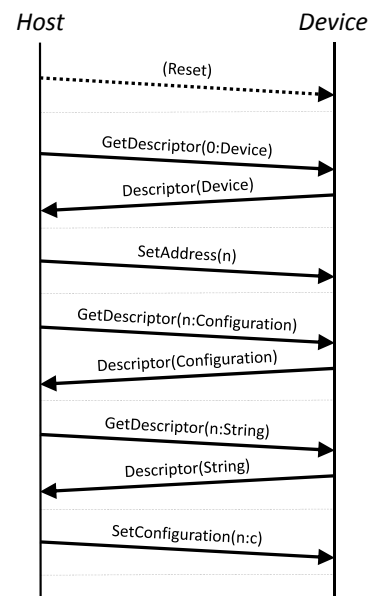 Host Device
(Reset)
GetDescriptor(0:Device)
Descriptor(Device)
SetAddress(n)
GetDescriptor(n:Configuration)
Descriptor(Configuration)
GetDescriptor(n:String)
Descriptor(String)
SetConfiguration(n:c)